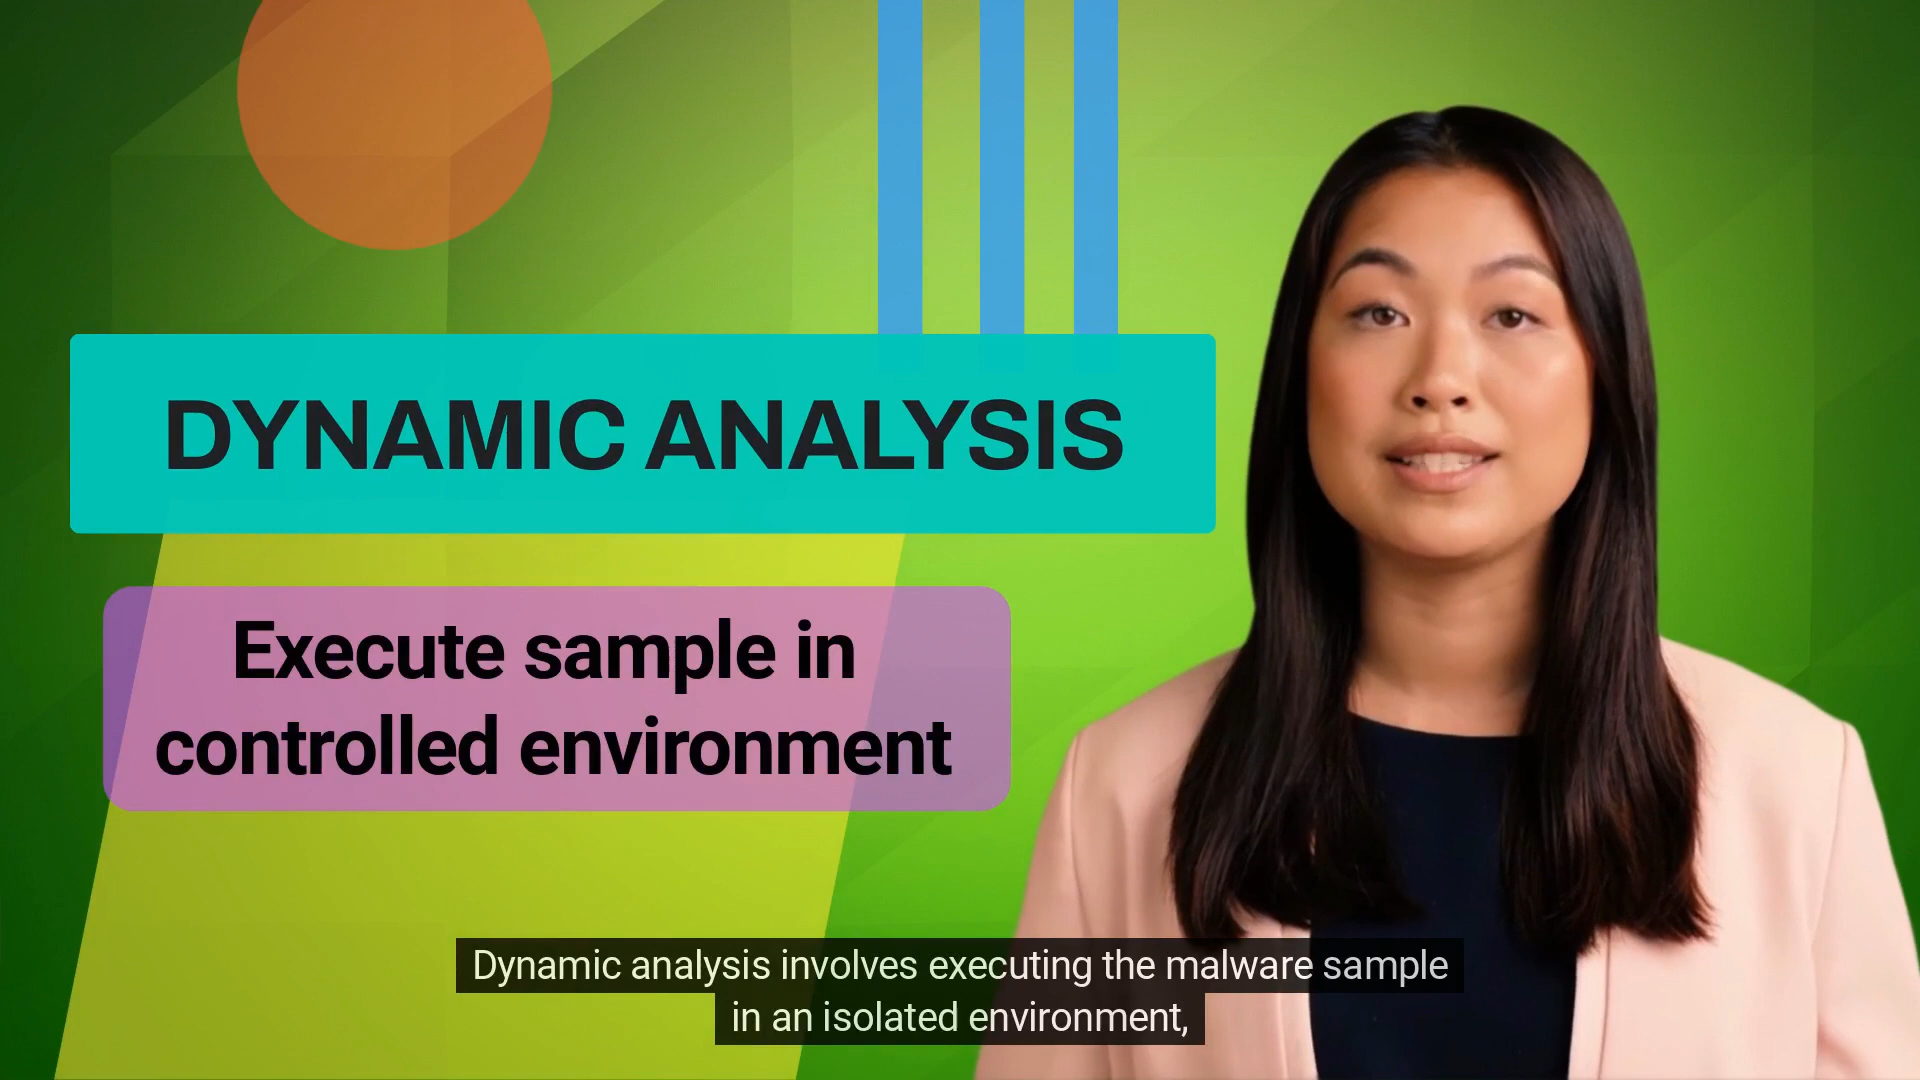 DYNAMIC ANALYSIS
Execute sample in
controlled environment
Dynamic analysis involves executing the malware sample
in an isolated environment,